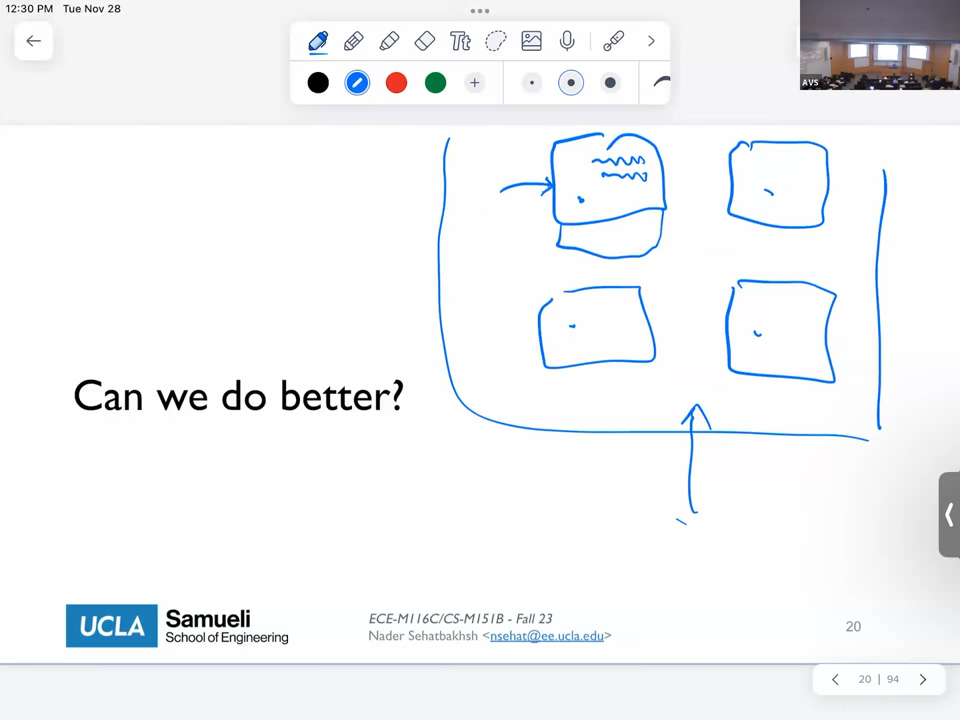 12:30 PM Tue Nov 28
Tt
AVS
Can we do better?
UCLA Samueli
School of Engineering
ECE-M116C/CS-M151B - Fall 23
Nader Sehatbakhsh <nsehat@ee.ucla.edu>
20
20 | 94